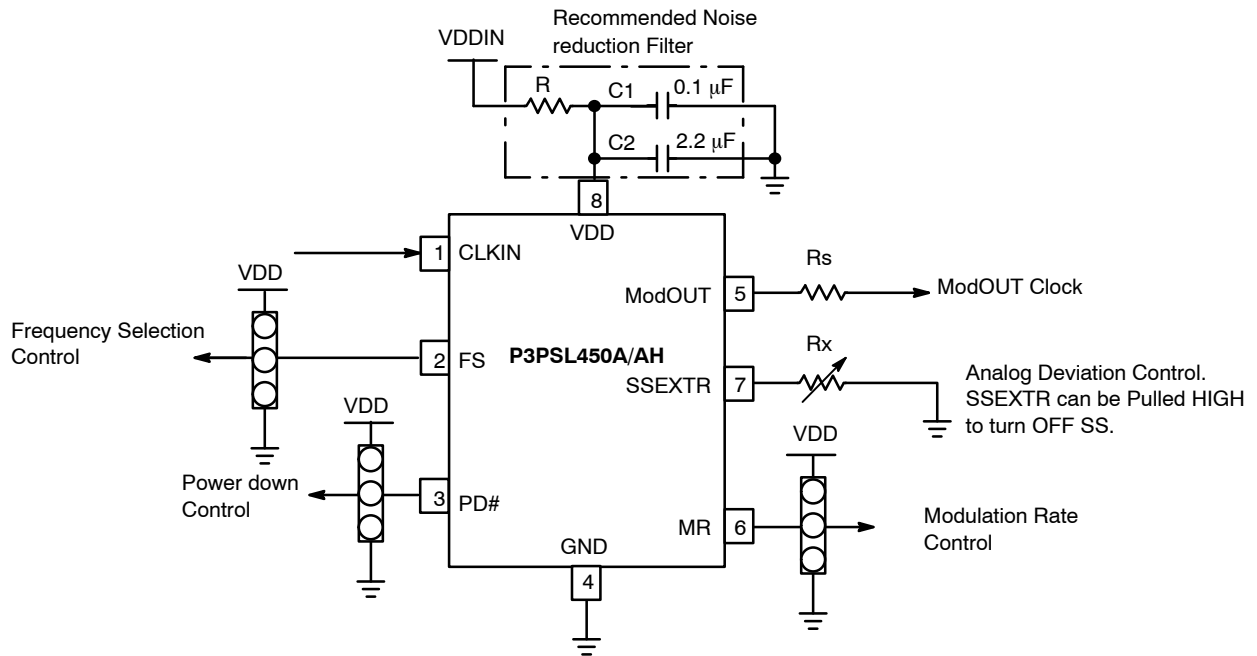 Recommended Noise
reduction Filter
VDDIN
R
C1
0.1 μF
C2
2.2 μF
8
VDD
1
CLKIN
VDD
Frequency Selection
Control
2
FS
P3PSL450A/AH
ModOUT
5
Rs
ModOUT Clock
SSEXTR
7
Rx
Analog Deviation Control.
SSEXTR can be Pulled HIGH
to turn OFF SS.
VDD
Power down
Control
3
PD#
VDD
MR
6
Modulation Rate
Control
GND
4